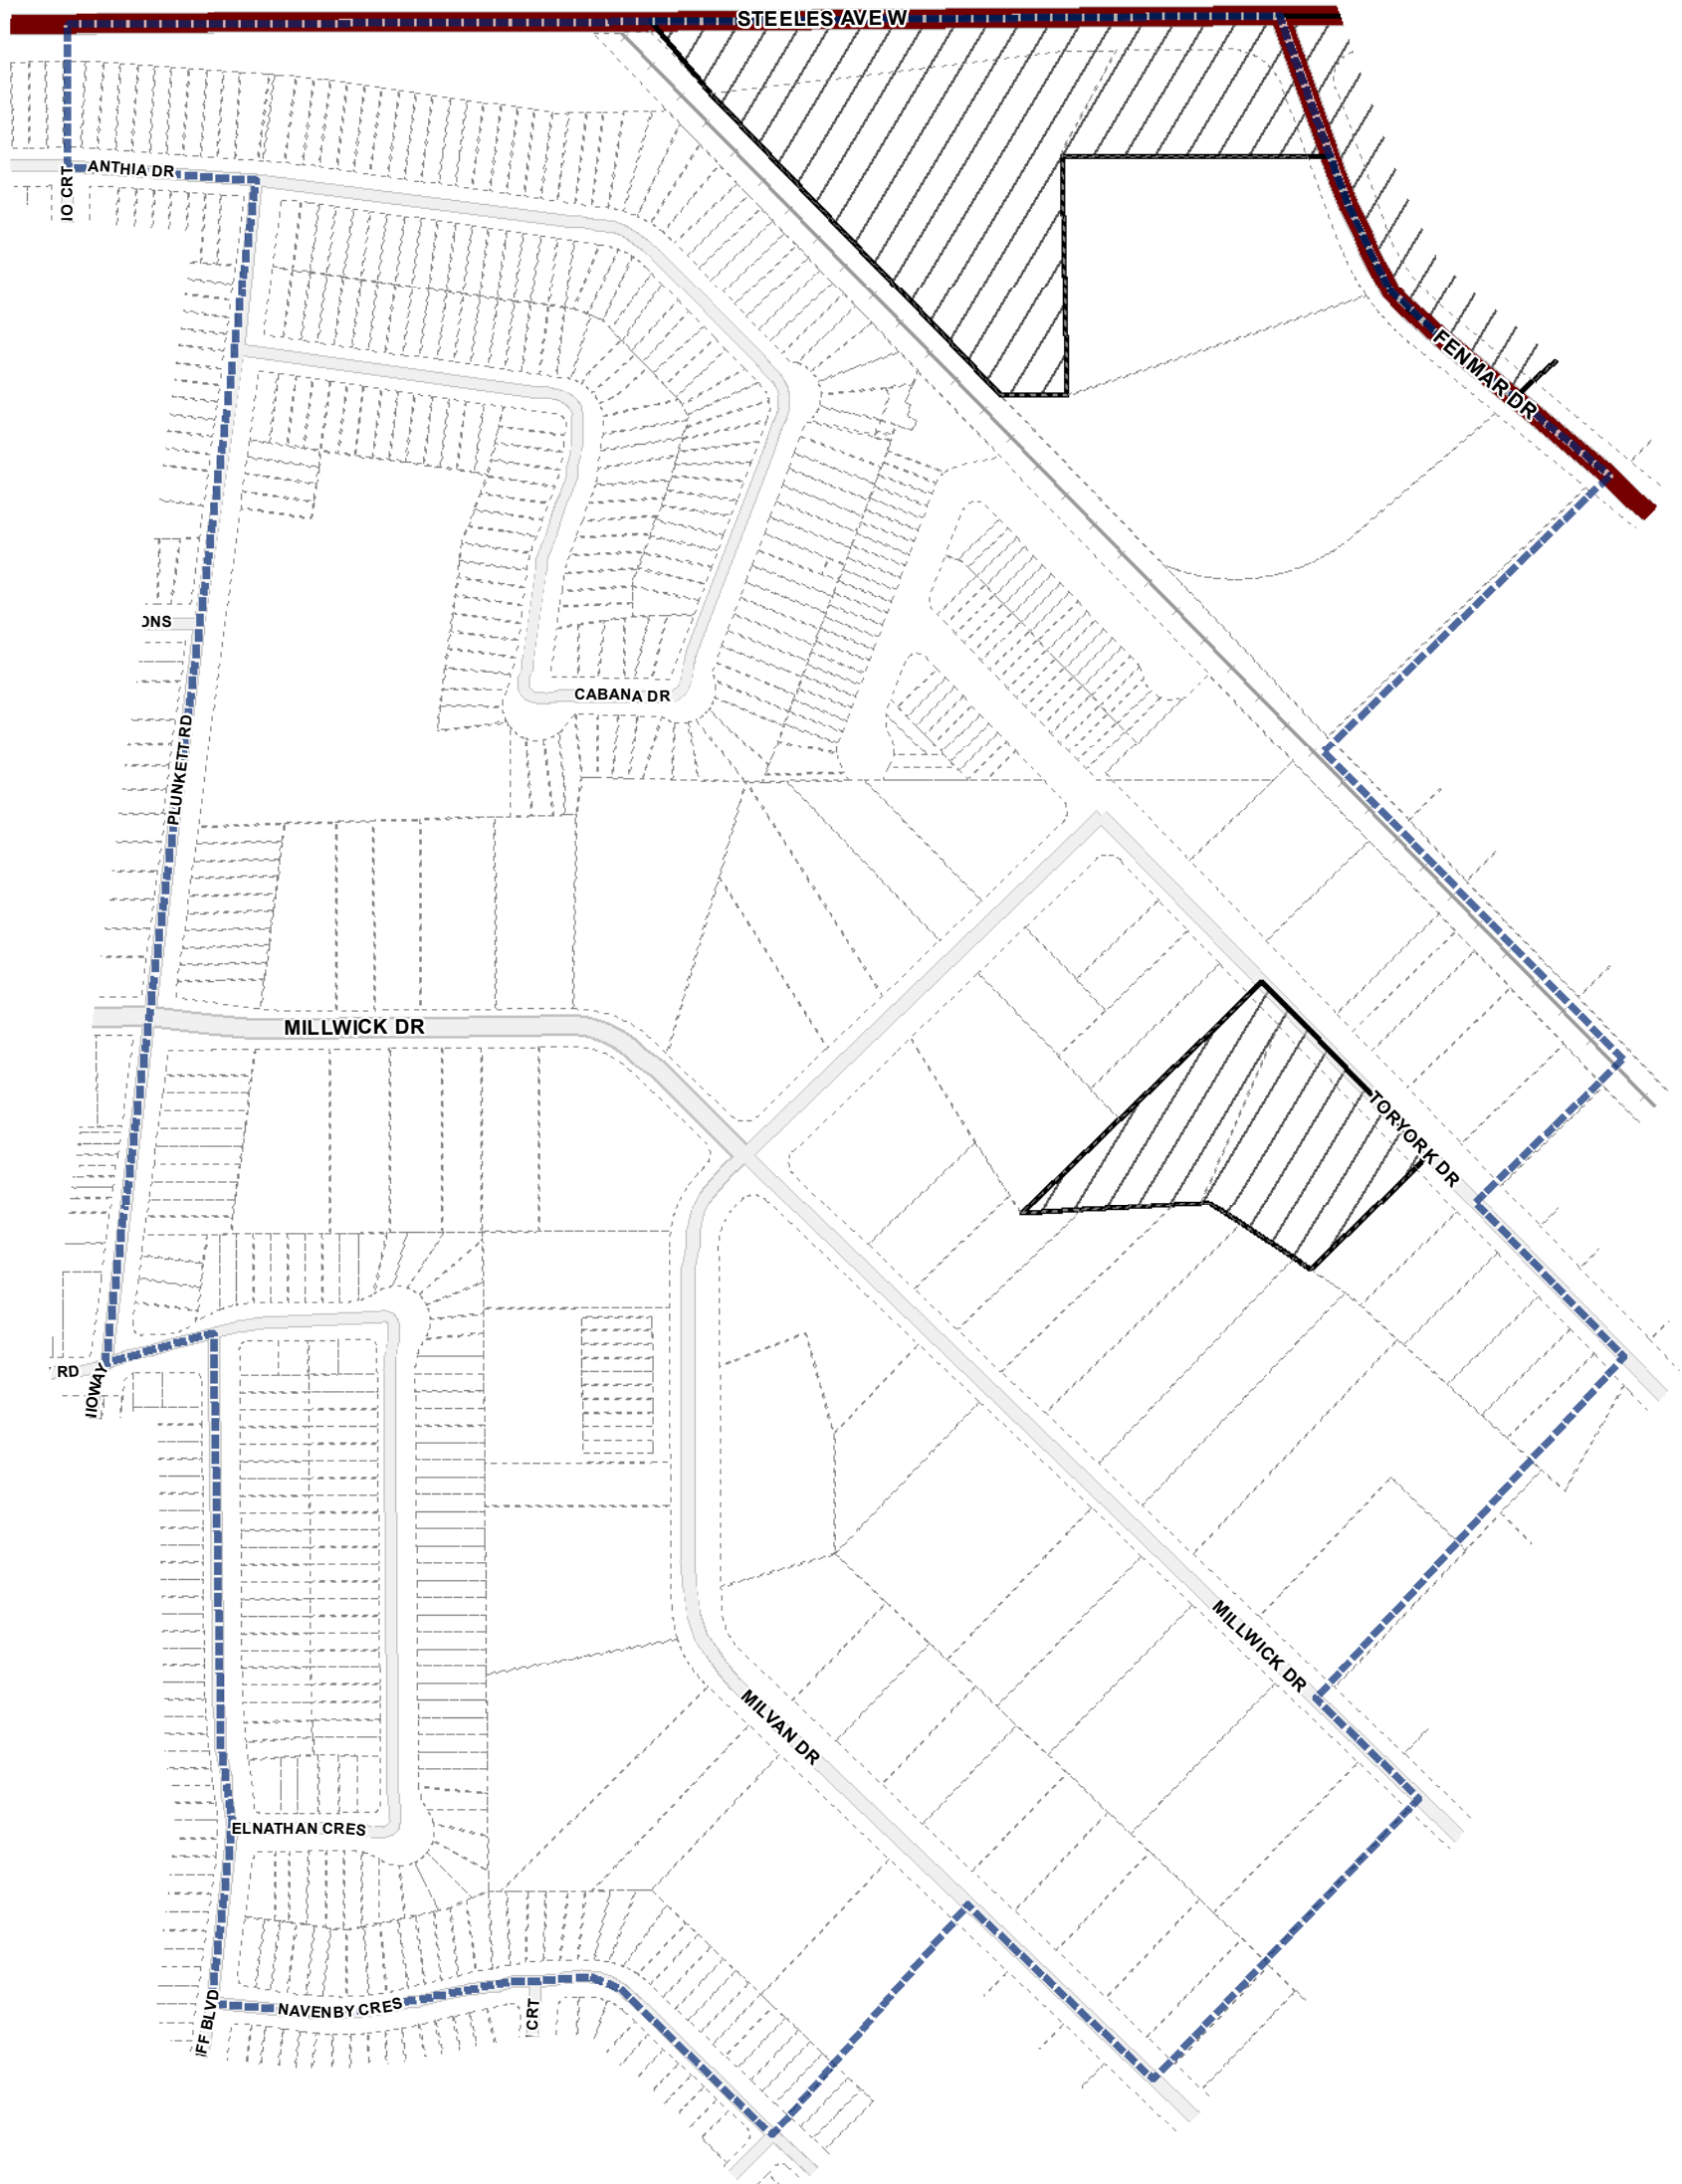 STEELES AVE W
ANTHIA DR
IO CRT
FENMAR DR
ONS
CABANA DR
PLUNKETT RD
MILLWICK DR
TORYORK DR
RD
IOWAY
MILLWICK DR
MILVAN DR
ELNATHAN CRES
NAVENBY CRES
CRT
FF BLVD